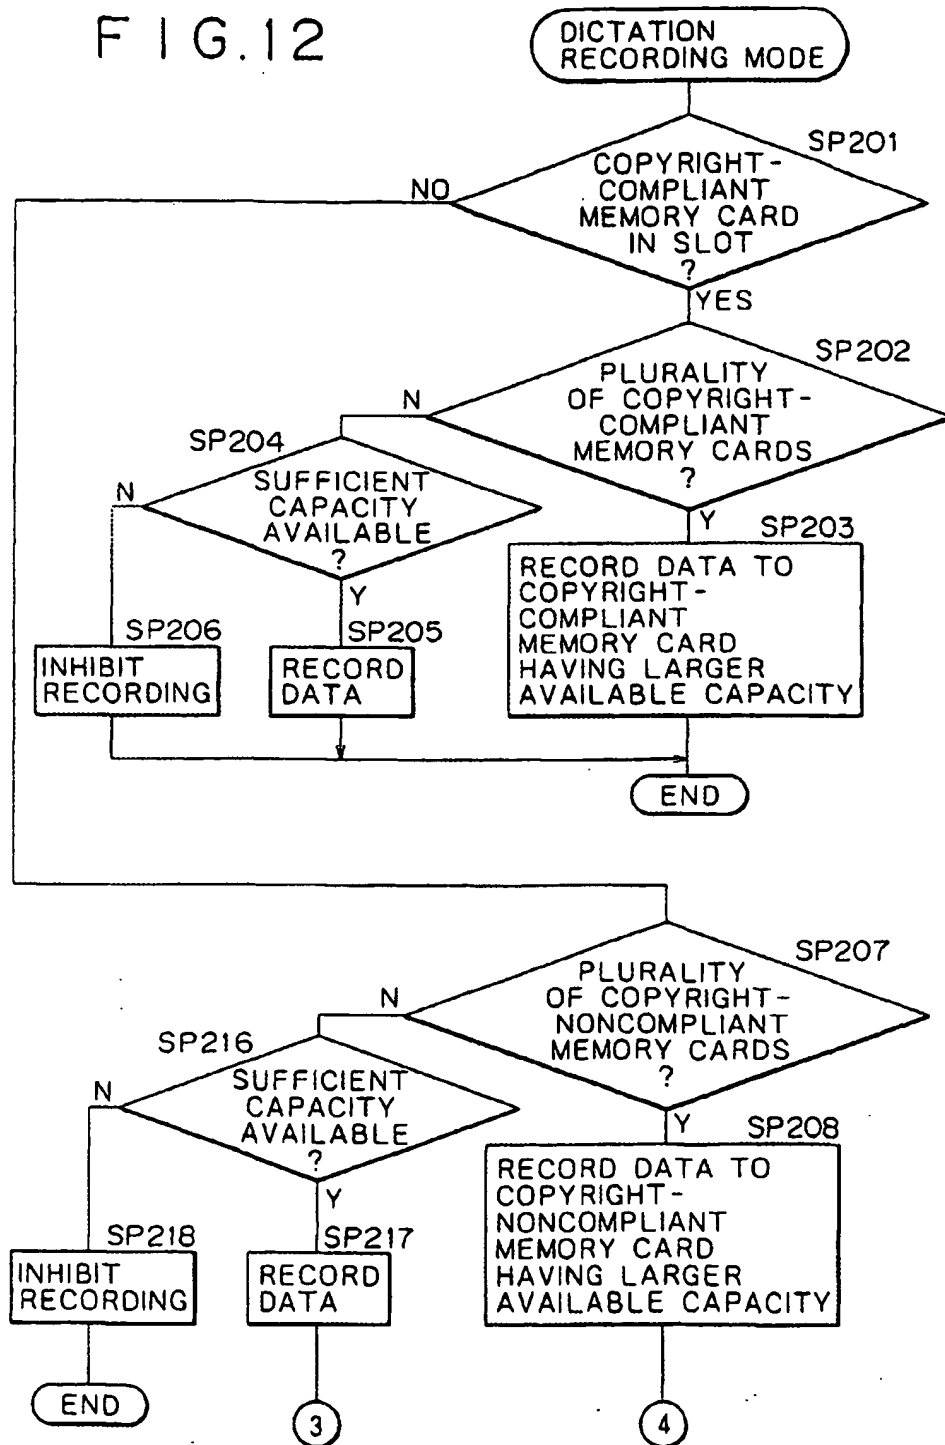 FIG.12
DICTATION
RECORDING MODE
SP201
COPYRIGHT-
COMPLIANT
MEMORY CARD
IN SLOT
?
NO
YES
SP202
PLURALITY
OF COPYRIGHT-
COMPLIANT
MEMORY CARDS
?
N
Y
SP204
SUFFICIENT
CAPACITY
AVAILABLE
?
N
Y
SP203
RECORD DATA TO
COPYRIGHT-
COMPLIANT
MEMORY CARD
HAVING LARGER
AVAILABLE CAPACITY
SP206
INHIBIT
RECORDING
SP205
RECORD
DATA
END
SP207
PLURALITY
OF COPYRIGHT-
NONCOMPLIANT
MEMORY CARDS
?
N
Y
SP216
SUFFICIENT
CAPACITY
AVAILABLE
?
N
Y
SP208
RECORD DATA TO
COPYRIGHT-
NONCOMPLIANT
MEMORY CARD
HAVING LARGER
AVAILABLE CAPACITY
SP218
INHIBIT
RECORDING
SP217
RECORD
DATA
END
3
4